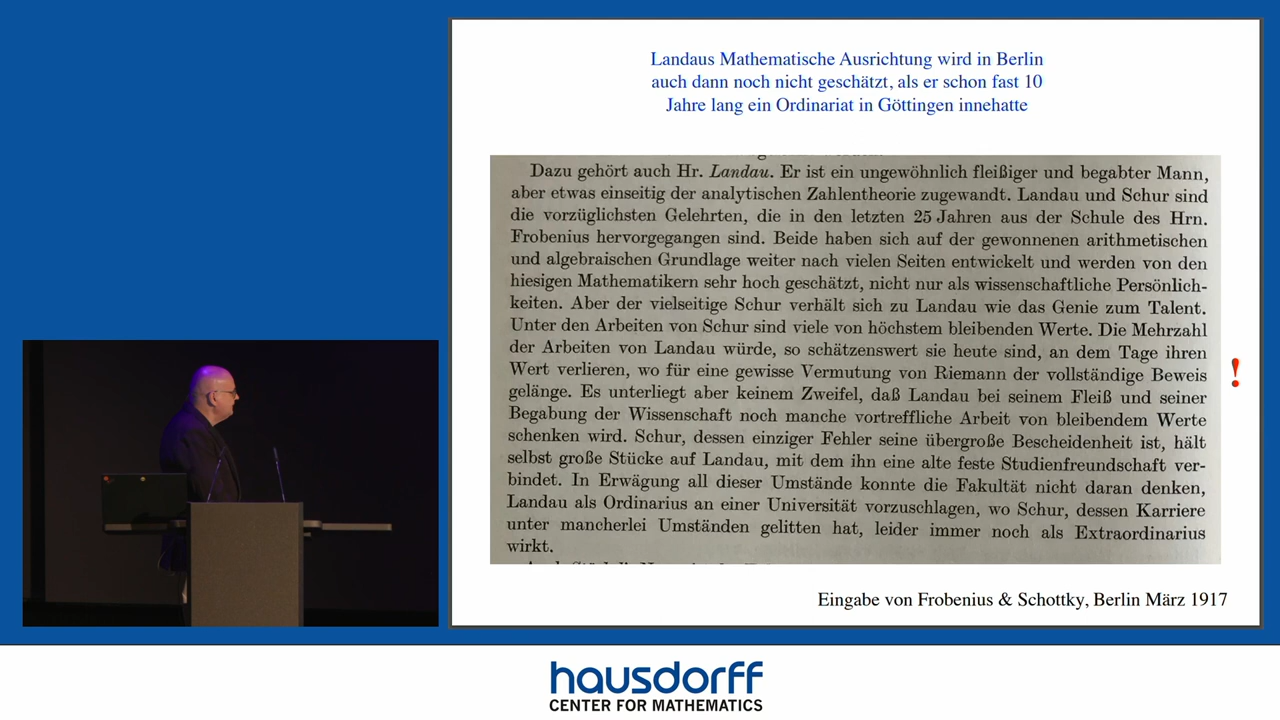 Landaus Mathematische Ausrichtung wird in Berlin
auch dann noch nicht geschätzt, als er schon fast 10
Jahre lang ein Ordinariat in Göttingen innehatte
Dazu gehört auch Hr. Landau. Er ist ein ungewöhnlich fleißiger und begabter Mann,
aber etwas einseitig der analytischen Zahlentheorie zugewandt. Landau und Schur sind
die vorzüglichsten Gelehrten, die in den letzten 25 Jahren aus der Schule des Hrn.
Frobenius hervorgegangen sind. Beide haben sich auf der gewonnenen arithmetischen
und algebraischen Grundlage weiter nach vielen Seiten entwickelt und werden von den
hiesigen Mathematikern sehr hoch geschätzt, nicht nur als wissenschaftliche Persönlich-
keiten. Aber der vielseitige Schur verhält sich zu Landau wie das Genie zum Talent.
Unter den Arbeiten von Schur sind viele von höchstem bleibenden Werte. Die Mehrzahl
der Arbeiten von Landau würde, so schätzenswert sie heute sind, an dem Tage ihren
Wert verlieren, wo für eine gewisse Vermutung von Riemann der vollständige Beweis
gelänge. Es unterliegt aber keinem Zweifel, daß Landau bei seinem Fleiß und seiner
Begabung der Wissenschaft noch manche vortreffliche Arbeit von bleibendem Werte
schenken wird. Schur, dessen einziger Fehler seine übergroße Bescheidenheit ist, hält
selbst große Stücke auf Landau, mit dem ihn eine alte feste Studienfreundschaft ver-
bindet. In Erwägung all dieser Umstände konnte die Fakultät nicht daran denken,
Landau als Ordinarius an einer Universität vorzuschlagen, wo Schur, dessen Karriere
unter mancherlei Umständen gelitten hat, leider immer noch als Extraordinarius
wirkt.
!
Eingabe von Frobenius & Schottky, Berlin März 1917
hausdorff
CENTER FOR MATHEMATICS